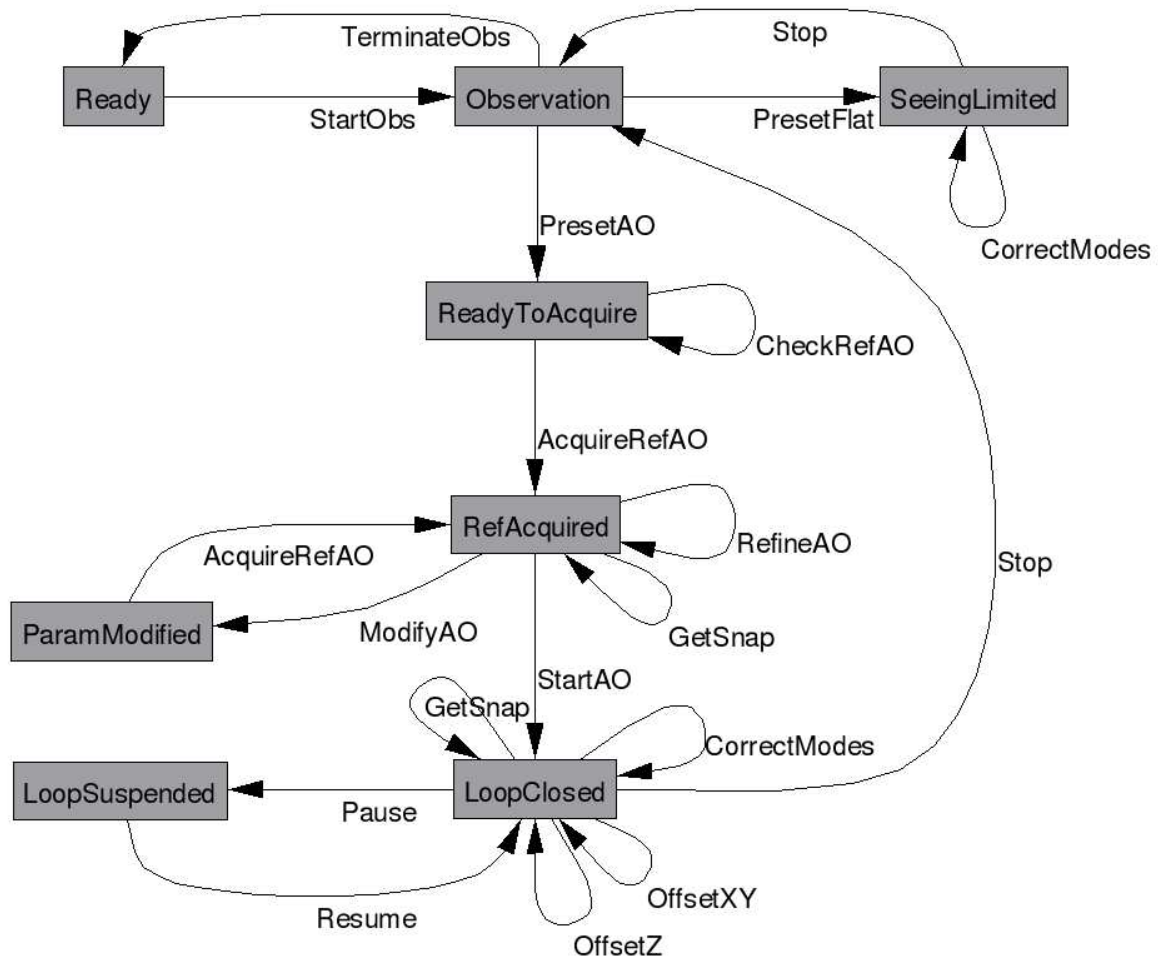 TerminateObs
Stop
Ready
Observation
SeeingLimited
StartObs
PresetFlat
PresetAO
CorrectModes
ReadyToAcquire
CheckRefAO
AcquireRefAO
RefAcquired
RefineAO
AcquireRefAO
Stop
ParamModified
ModifyAO
GetSnap
StartAO
GetSnap
CorrectModes
LoopSuspended
LoopClosed
Pause
OffsetXY
Resume
OffsetZ